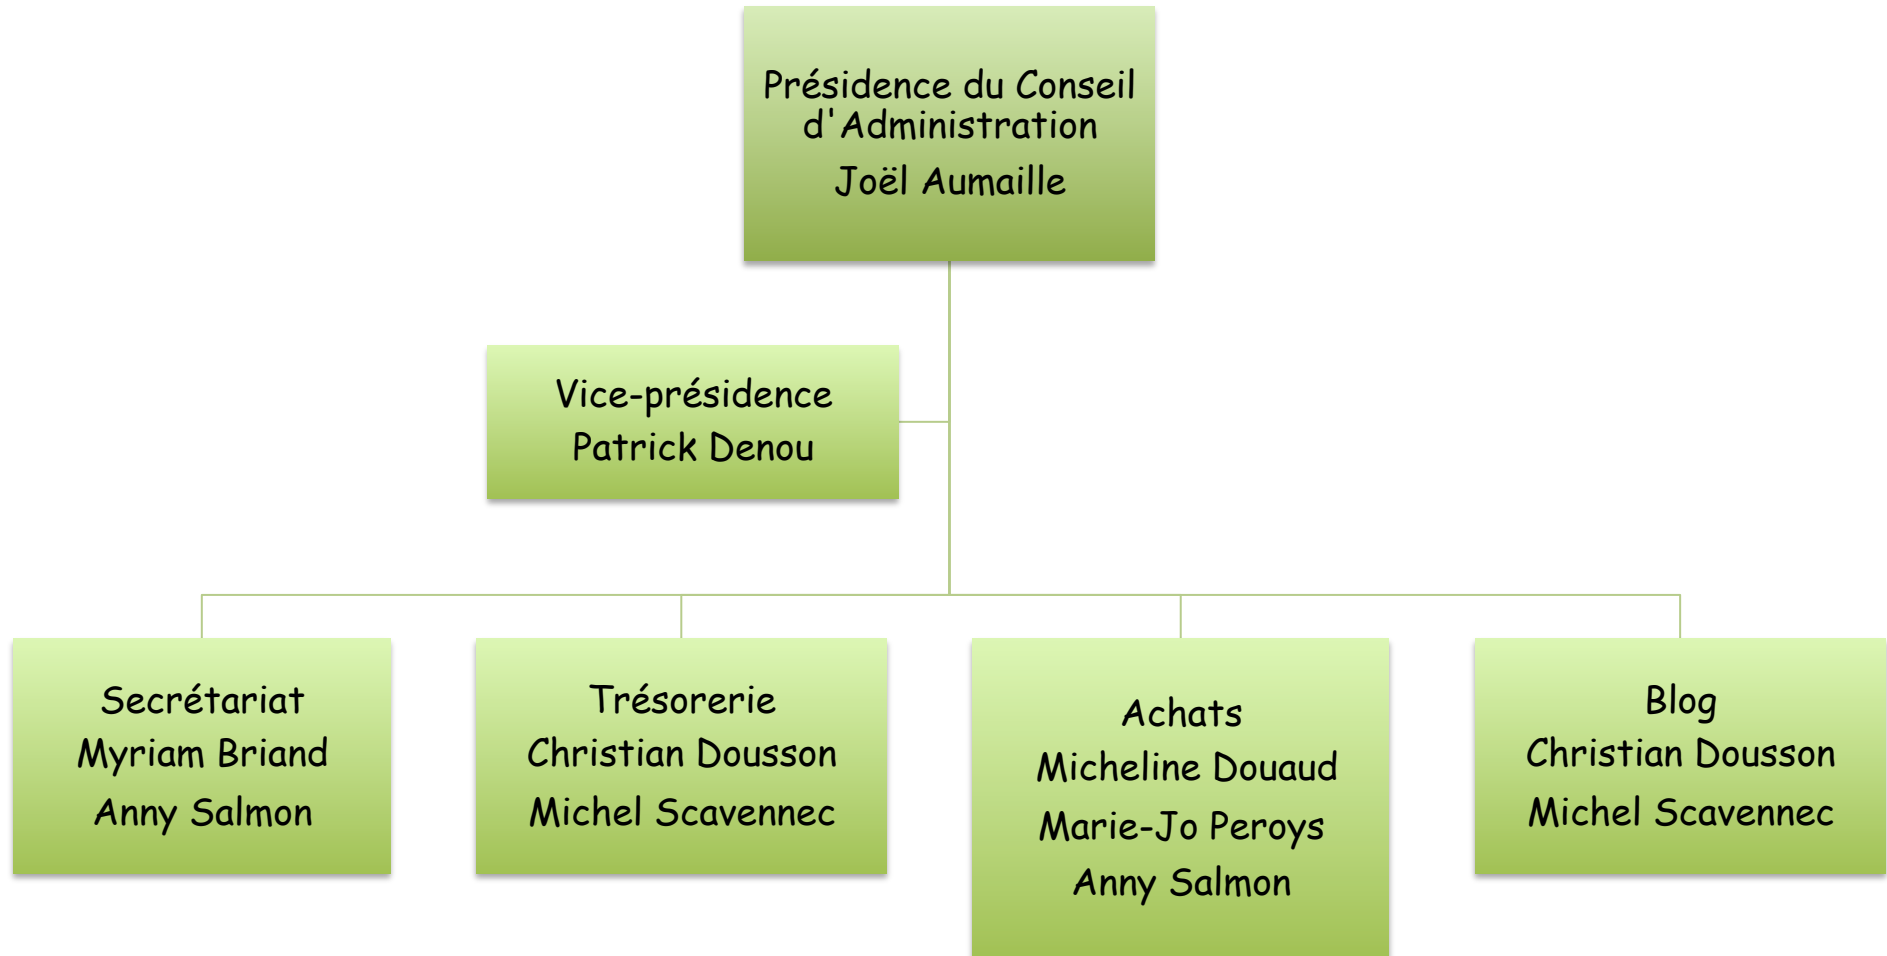 Présidence du Conseil
d'Administration
Joël Aumaille
Vice-présidence
Patrick Denou
Secrétariat
Myriam Briand
Anny Salmon
Trésorerie
Christian Dousson
Michel Scavennec
Achats
Micheline Douaud
Marie-Jo Peroys
Anny Salmon
Blog
Christian Dousson
Michel Scavennec